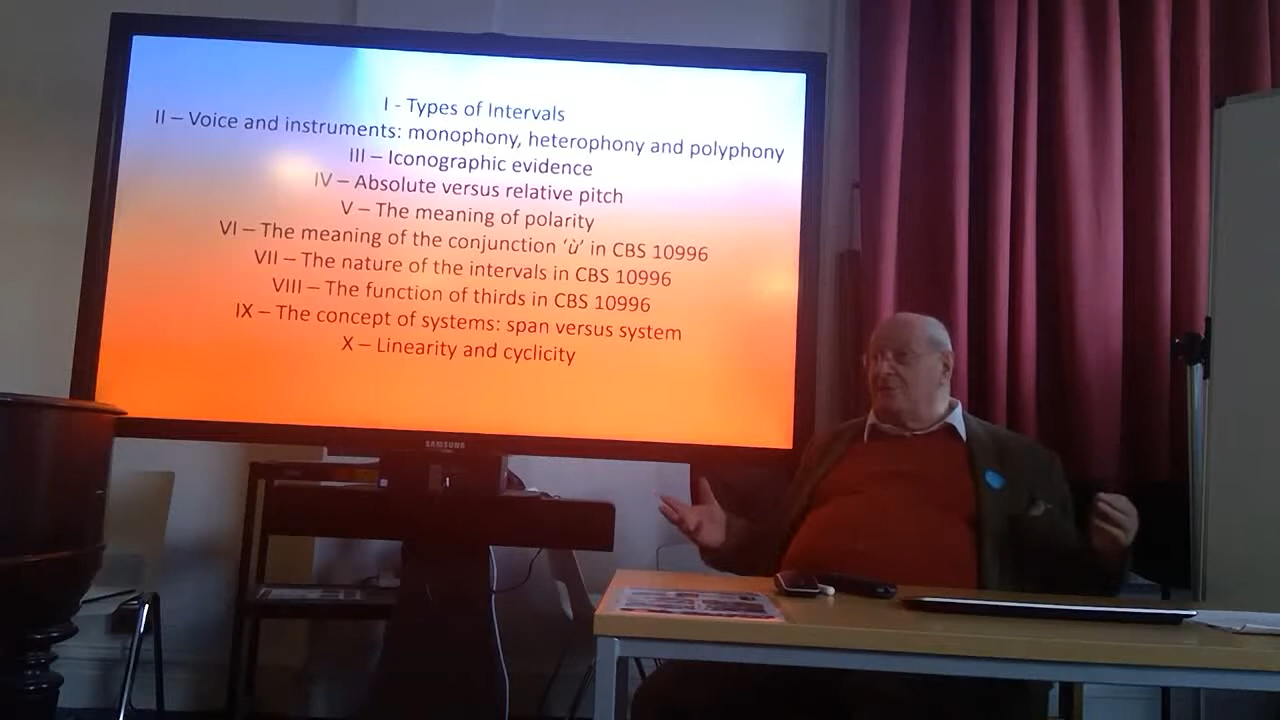 I - Types of Intervals
II – Voice and instruments: monophony, heterophony and polyphony
III – Iconographic evidence
IV – Absolute versus relative pitch
V – The meaning of polarity
VI – The meaning of the conjunction ‘ù’ in CBS 10996
VII – The nature of the intervals in CBS 10996
VIII – The function of thirds in CBS 10996
IX – The concept of systems: span versus system
X – Linearity and cyclicity
SAMSUNG